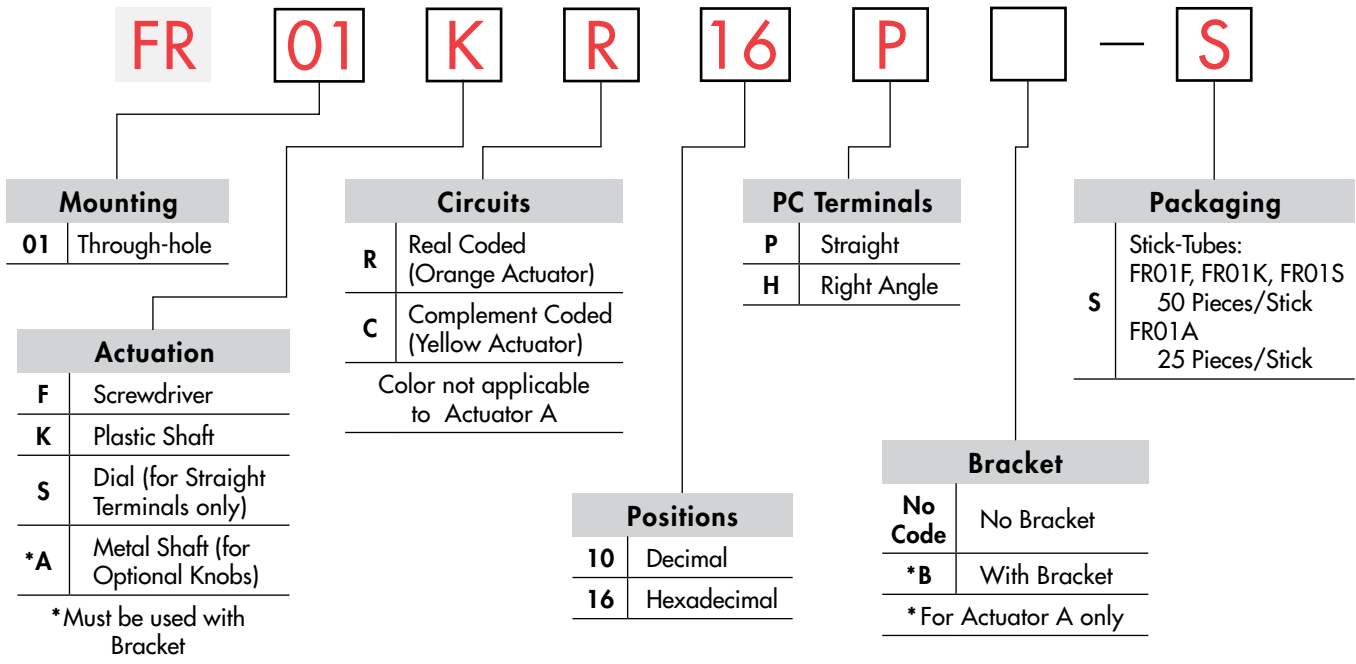 FR 01 K R 16 P — S
Mounting
01 Through-hole
Actuation
F Screwdriver
K Plastic Shaft
S Dial (for Straight
Terminals only)
*A Metal Shaft (for
Optional Knobs)
*Must be used with
Bracket
Circuits
R Real Coded
(Orange Actuator)
C Complement Coded
(Yellow Actuator)
Color not applicable
to Actuator A
Positions
10 Decimal
16 Hexadecimal
PC Terminals
P Straight
H Right Angle
Bracket
No
Code No Bracket
*B With Bracket
*For Actuator A only
Packaging
S Stick-Tubes:
FR01F, FR01K, FR01S
50 Pieces/Stick
FR01A
25 Pieces/Stick